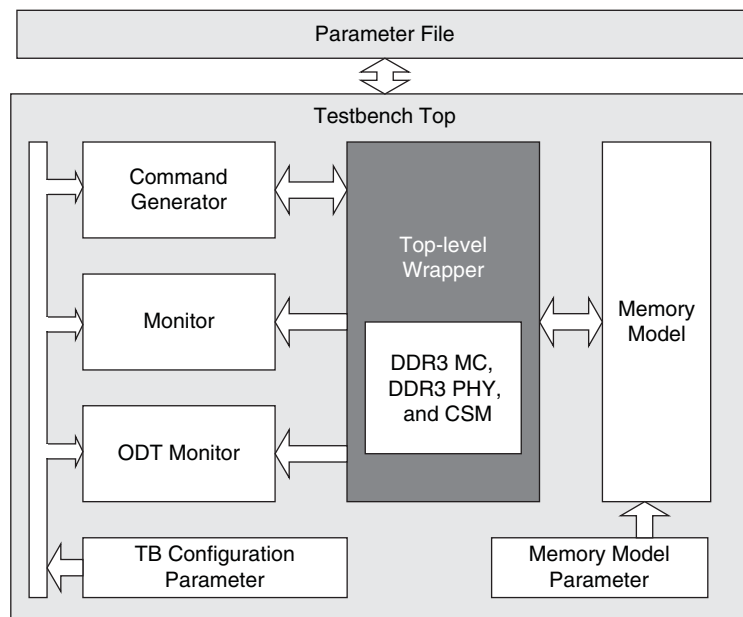 Parameter File
Testbench Top
Command
Generator
Top-level
Wrapper
Monitor
Memory
Model
DDR3 MC,
DDR3 PHY,
and CSM
ODT Monitor
TB Configuration
Parameter
Memory Model
Parameter